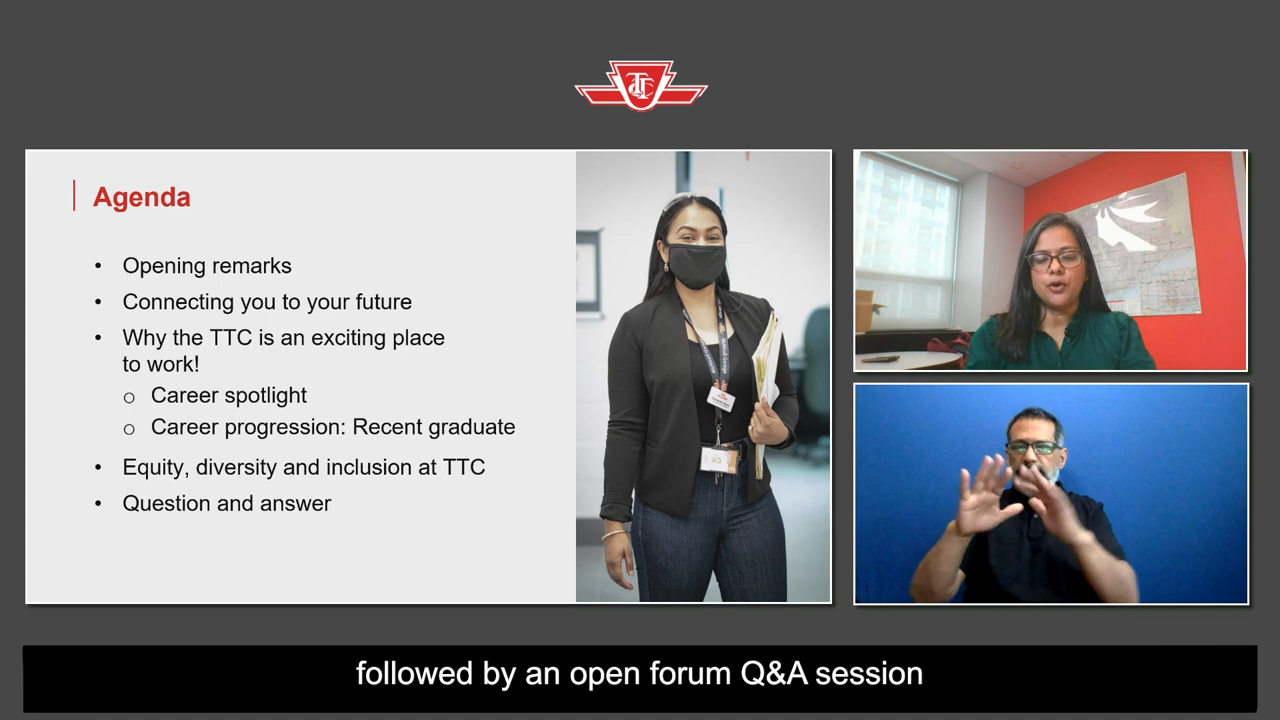 TTC
Agenda
• Opening remarks
• Connecting you to your future
• Why the TTC is an exciting place
to work!
o Career spotlight
o Career progression: Recent graduate
• Equity, diversity and inclusion at TTC
• Question and answer
followed by an open forum Q&A session